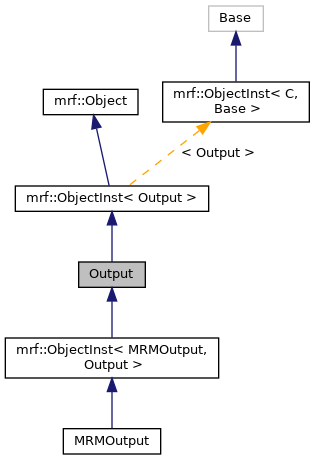 Base
mrf::ObjectInst< C,
Base >
mrf::Object
< Output >
mrf::ObjectInst< Output >
Output
mrf::ObjectInst< MRMOutput,
Output >
MRMOutput